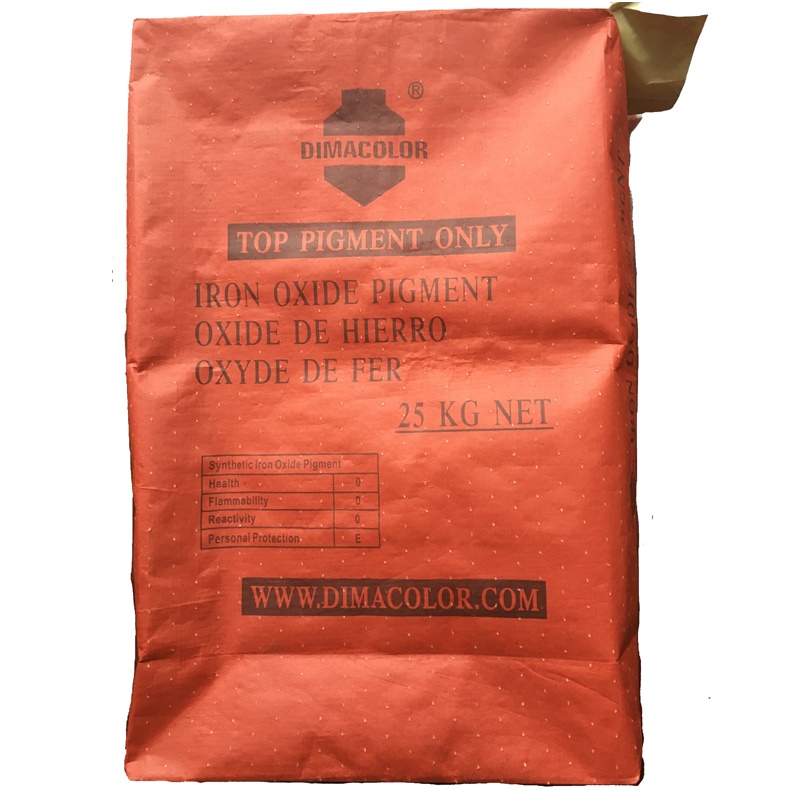 ®
DIMACOLOR
TOP PIGMENT ONLY
IRON OXIDE PIGMENT
OXIDE DE HIERRO
OXYDE DE FER
25 KG NET
Synthetic Iron Oxide Pigment
Health 0
Flammability 0
Reactivity 0
Personal Protection E
WWW.DIMACOLOR.COM